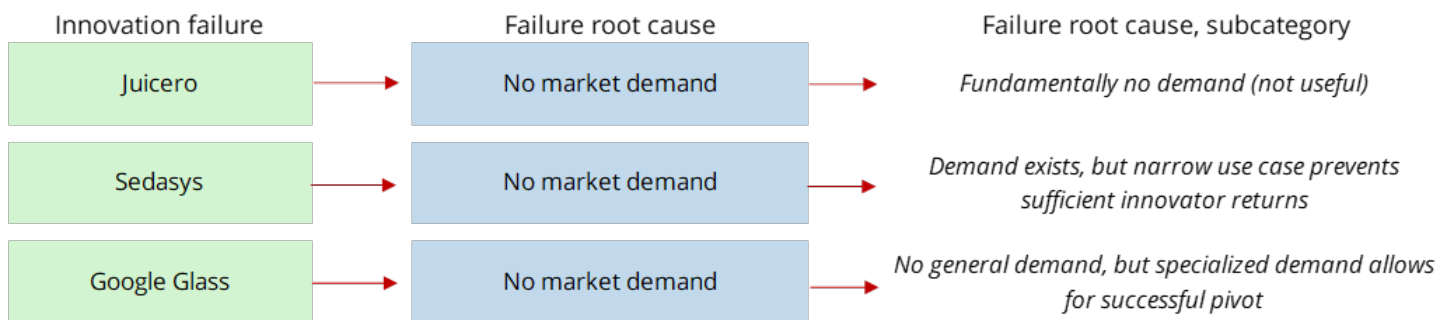 Innovation failure
Failure root cause
Failure root cause, subcategory
Juicero
No market demand
Fundamentally no demand (not useful)
Sedasys
No market demand
Demand exists, but narrow use case prevents
sufficient innovator returns
Google Glass
No market demand
No general demand, but specialized demand allows
for successful pivot